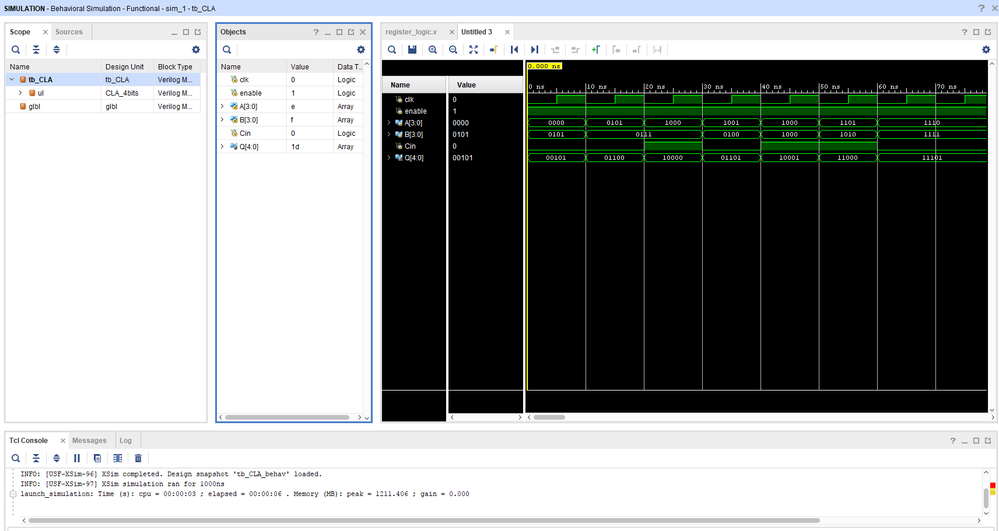 SIMULATION - Behavioral Simulation - Functional - sim_1 - tb_CLA
Scope Sources
Name Design Unit Block Type
tb_CLA tb_CLA Verilog M...
ul CLA_4bits Verilog M...
glbl glbl Verilog M...
Objects
Name Value Data T...
clk 0 Logic
enable 1 Logic
A[3:0] e Array
B[3:0] f Array
Cin 0 Logic
Q[4:0] 1d Array
register_logic.v Untitled 3
0.000 ns
0 ns 10 ns 20 ns 30 ns 40 ns 50 ns 60 ns 70 ns
Name Value
clk 0
enable 1
A[3:0] 0000 0000 0101 1000 1001 1000 1101 1110
B[3:0] 0101 0101 0111 0100 1000 1010 1111
Cin 0
Q[4:0] 00101 00101 01100 10000 01101 10001 11000 11101
Tcl Console Messages Log
INFO: [USF-XSim-96] XSim completed. Design snapshot 'tb_CLA_behav' loaded.
INFO: [USF-XSim-97] XSim simulation ran for 1000ns
launch_simulation: Time (s): cpu = 00:00:03 ; elapsed = 00:00:06 . Memory (MB): peak = 1211.406 ; gain = 0.000